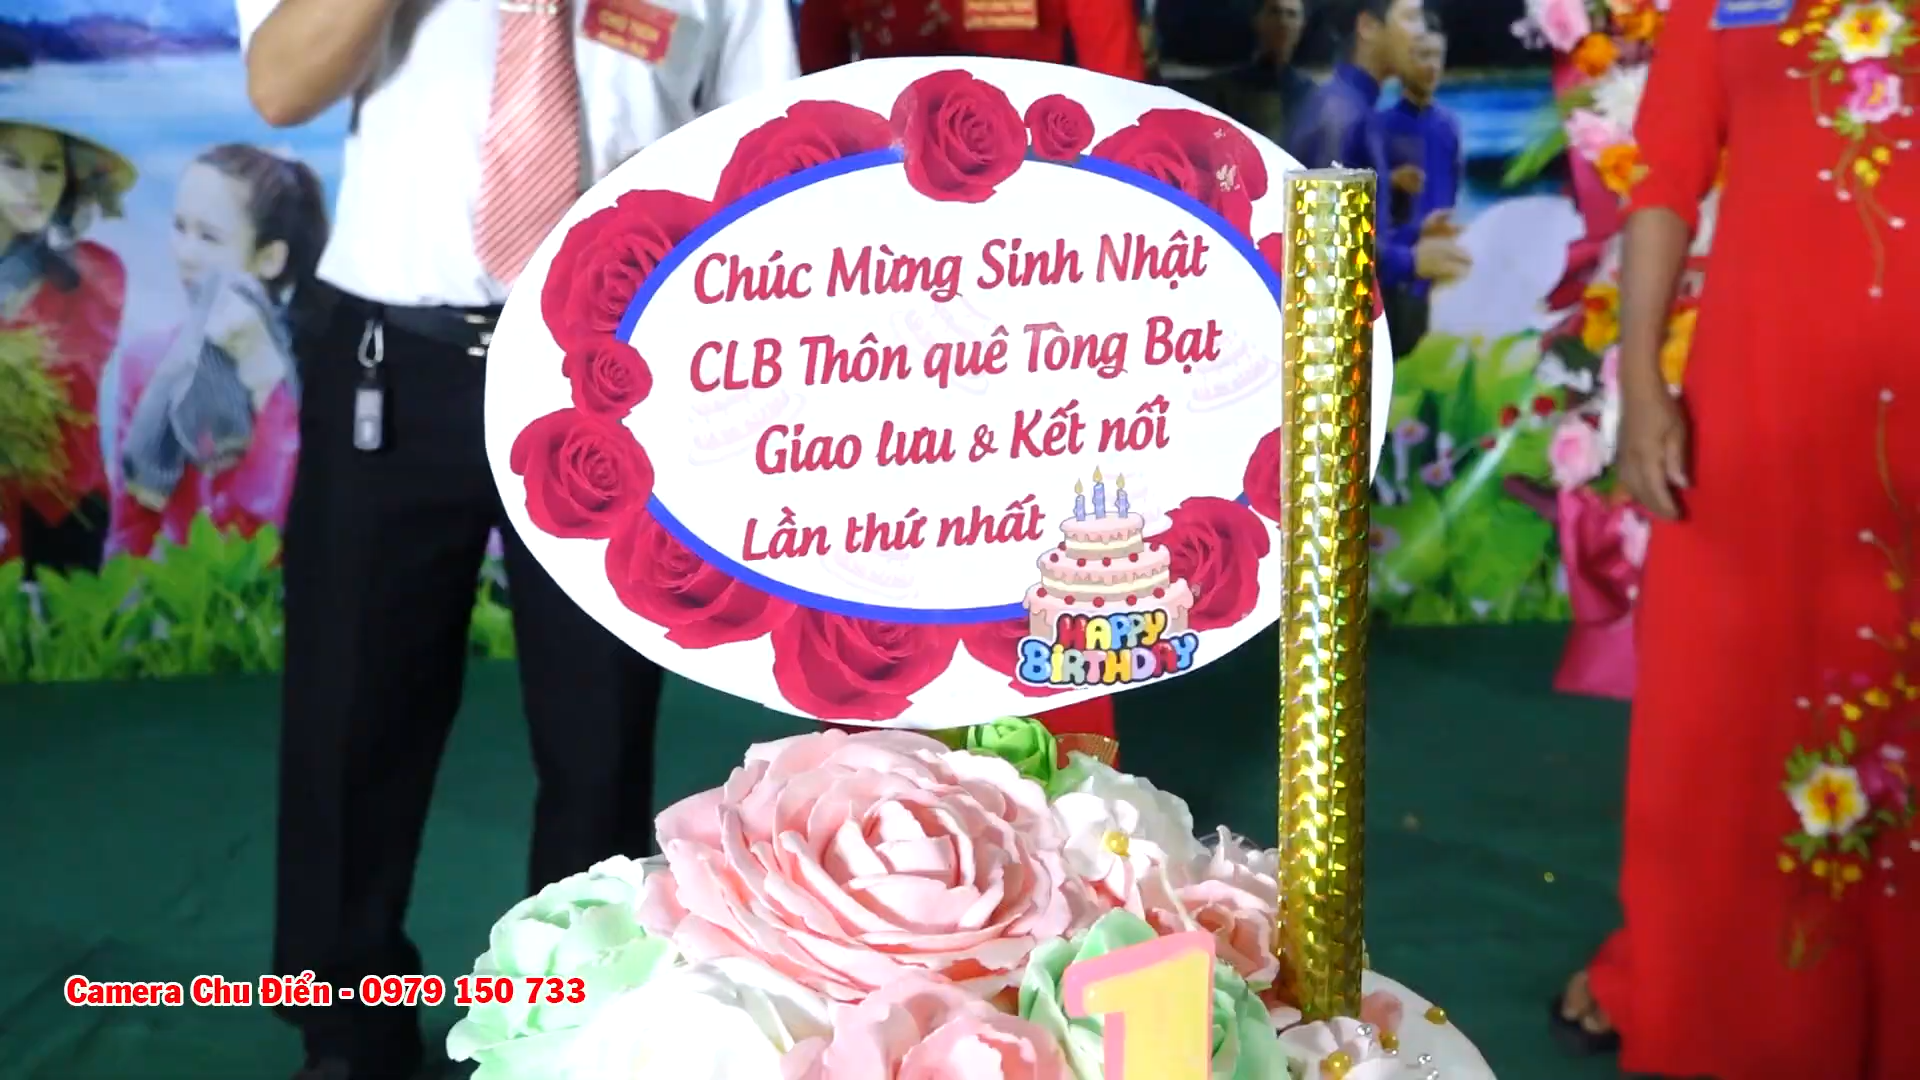 Chúc Mừng Sinh Nhật
CLB Thôn quê Tòng Bạt
Giao lưu & Kết nối
Lần thứ nhất
HAPPY
BIRTHDAY
1
Camera Chu Điển - 0979 150 733